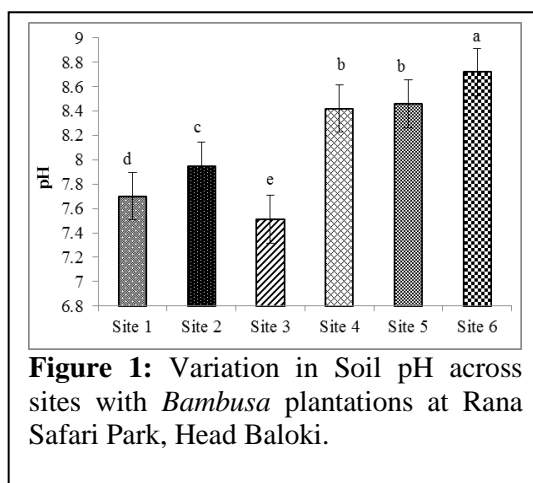 9
8.8
8.6
8.4
8.2
8
7.8
7.6
7.4
7.2
7
6.8
pH
d
c
e
b
b
a
Site 1 Site 2 Site 3 Site 4 Site 5 Site 6
Figure 1: Variation in Soil pH across
sites with Bambusa plantations at Rana
Safari Park, Head Baloki.